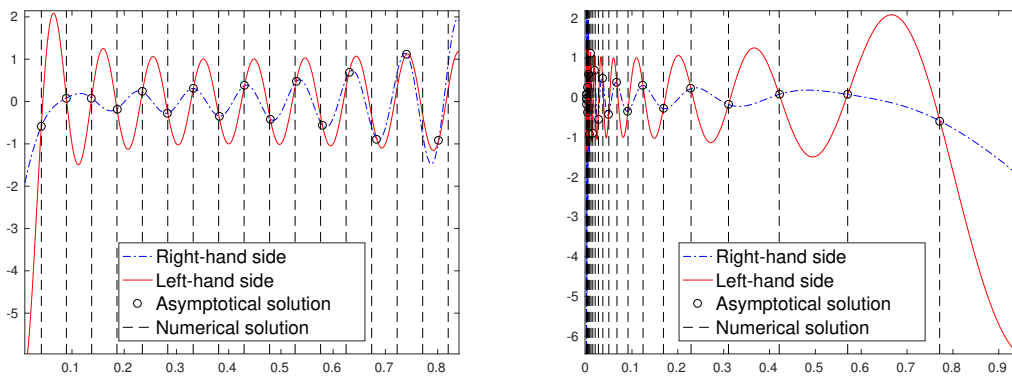 2
1
0
-1
-2
-3
-4
-5
0.1 0.2 0.3 0.4 0.5 0.6 0.7 0.8
Right-hand side
Left-hand side
Asymptotical solution
Numerical solution
2
1
0
-1
-2
-3
-4
-5
-6
0 0.1 0.2 0.3 0.4 0.5 0.6 0.7 0.8 0.9
Right-hand side
Left-hand side
Asymptotical solution
Numerical solution